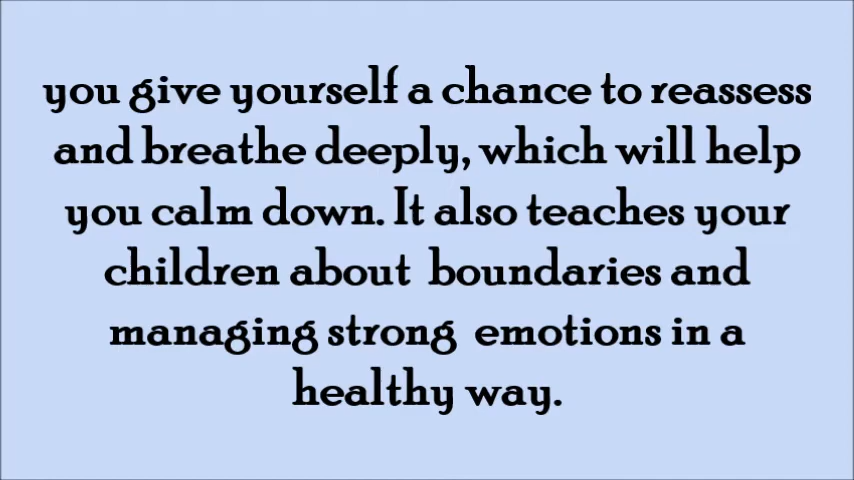 you give yourself a chance to reassess
and breathe deeply, which will help
you calm down. It also teaches your
children about boundaries and
managing strong emotions in a
healthy way.